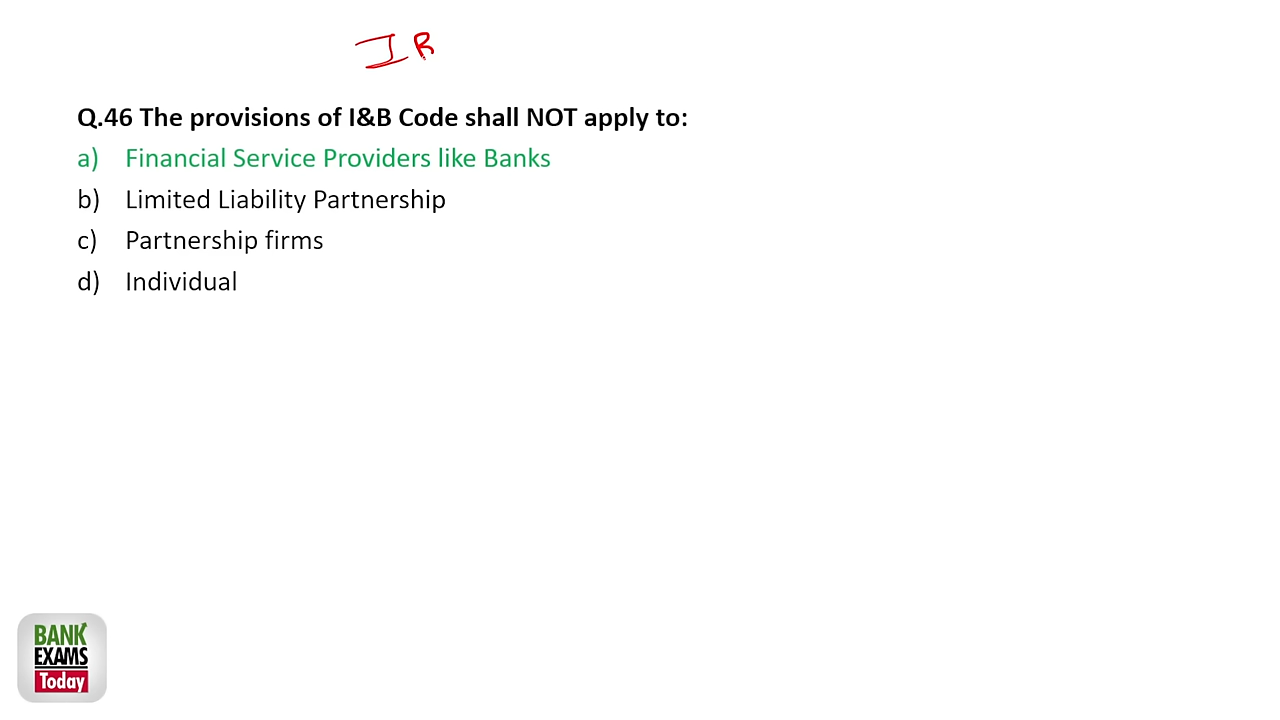 IR
Q.46 The provisions of I&B Code shall NOT apply to:
a) Financial Service Providers like Banks
b) Limited Liability Partnership
c) Partnership firms
d) Individual
BANK
EXAMS
Today